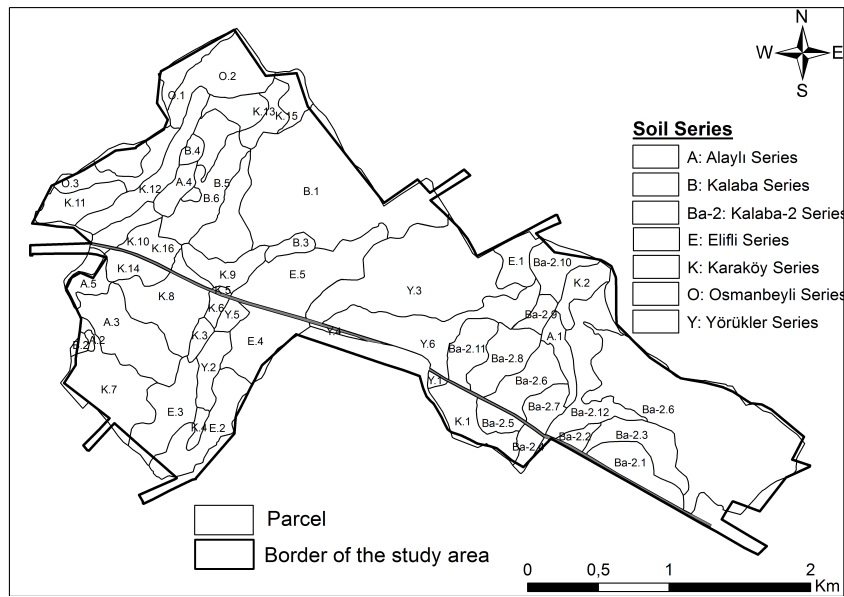 N
W E
S
O.2
O.1
K.13
K.15
B.4
O.3
K.12
A.4
B.5
B.6
B.1
K.11
K.10
K.16
B.3
K.14
K.9
E.5
A.5
K.8
K.5
Y.3
K.6
Y.5
A.3
K.3
Y.4
E.4
B.2
A.2
Y.2
K.7
E.3
K.4
E.2
E.1
Ba-2.10
K.2
Ba-2.9
A.1
Y.6
Ba-2.11
Ba-2.8
Y.1
Ba-2.6
K.1
Ba-2.7
Ba-2.12
Ba-2.6
Ba-2.5
Ba-2.2
Ba-2.3
Ba-2.1
Soil Series
A: Alaylı Series
B: Kalaba Series
Ba-2: Kalaba-2 Series
E: Elifli Series
K: Karaköy Series
O: Osmanbeyli Series
Y: Yörükler Series
Parcel
Border of the study area
0 0,5 1 2
Km